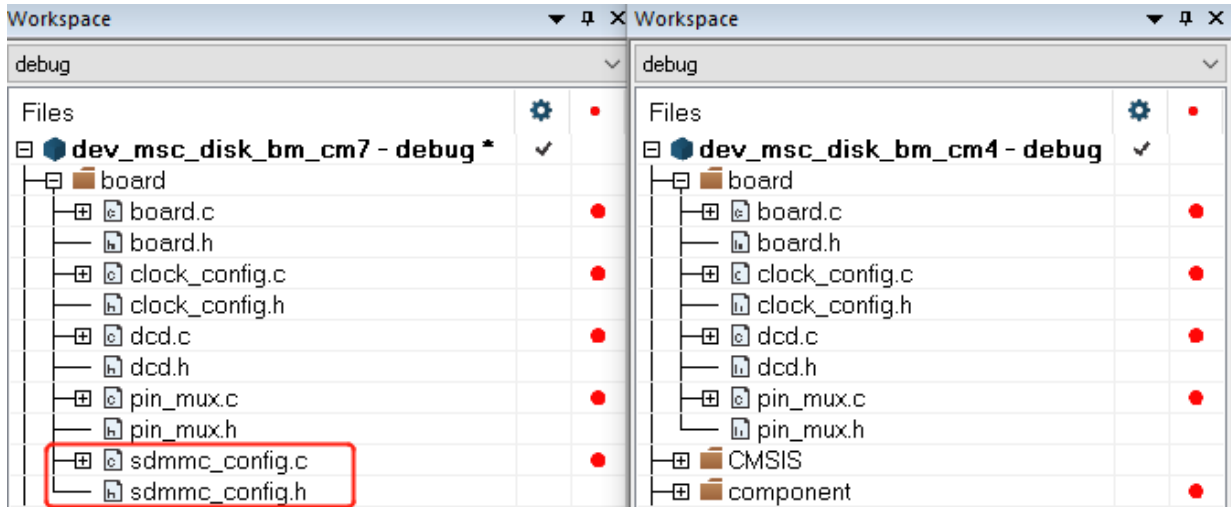 Workspace
debug
Files
dev_msc_disk_bm_cm7 - debug *
board
board.c
board.h
clock_config.c
clock_config.h
dcd.c
dcd.h
pin_mux.c
pin_mux.h
sdmmc_config.c
sdmmc_config.h
Workspace
debug
Files
dev_msc_disk_bm_cm4 - debug
board
board.c
board.h
clock_config.c
clock_config.h
dcd.c
dcd.h
pin_mux.c
pin_mux.h
CMSIS
component